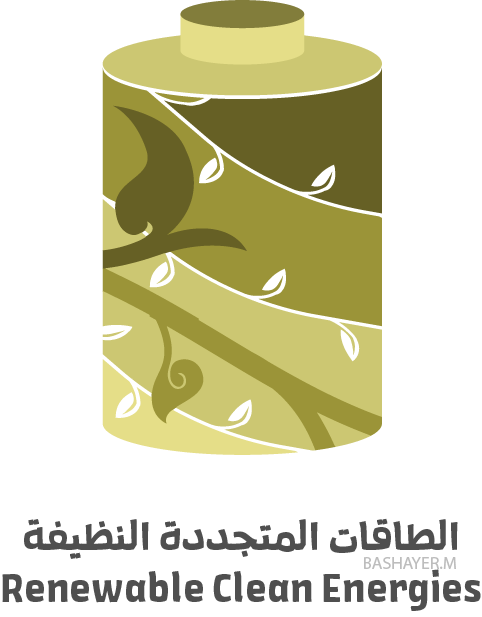 الطاقات المتجددة النظيفة
BASHAYER.M
Renewable Clean Energies